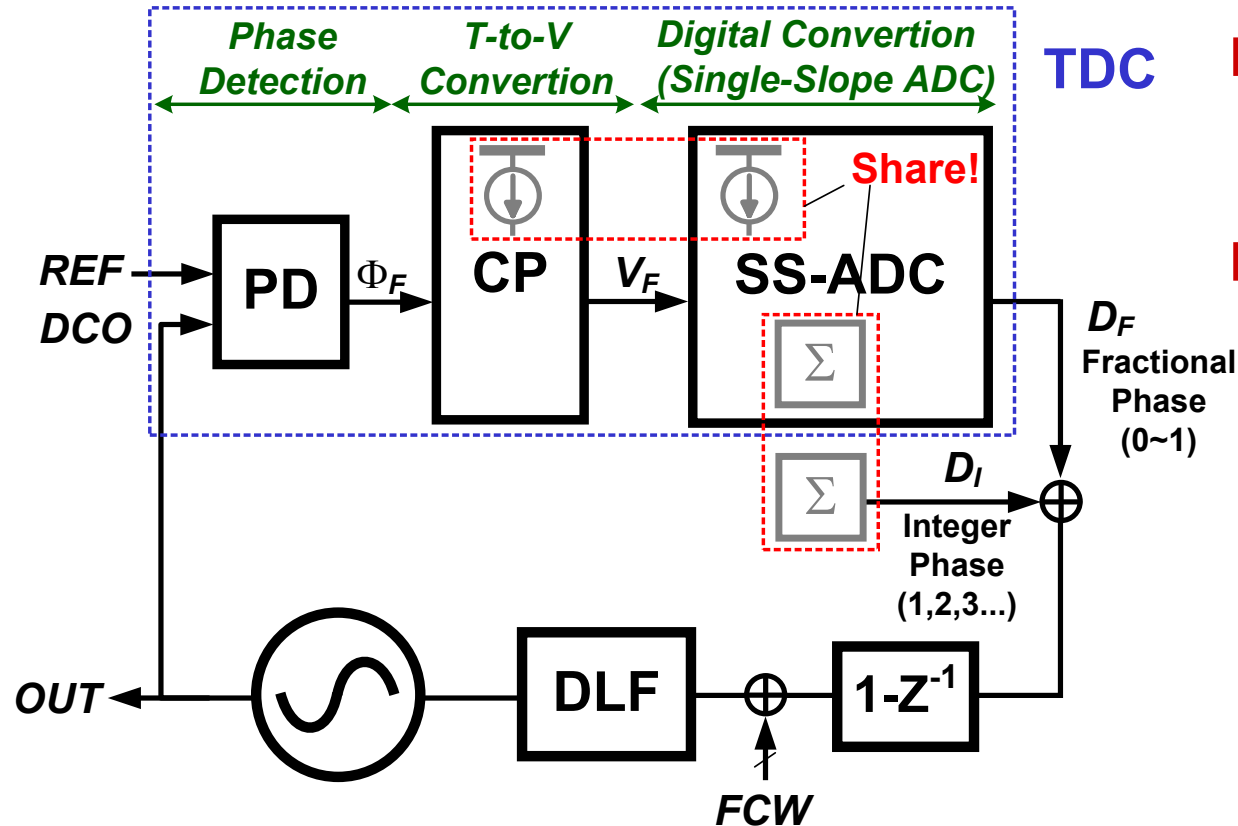 Phase
Detection
T-to-V
Convertion
Digital Convertion
(Single-Slope ADC)
TDC
Share!
REF
DCO
PD
ΦF
CP
VF
SS-ADC
Σ
DF
Fractional
Phase
(0~1)
Σ
DI
Integer
Phase
(1,2,3...)
OUT
DLF
1-Z-1
FCW